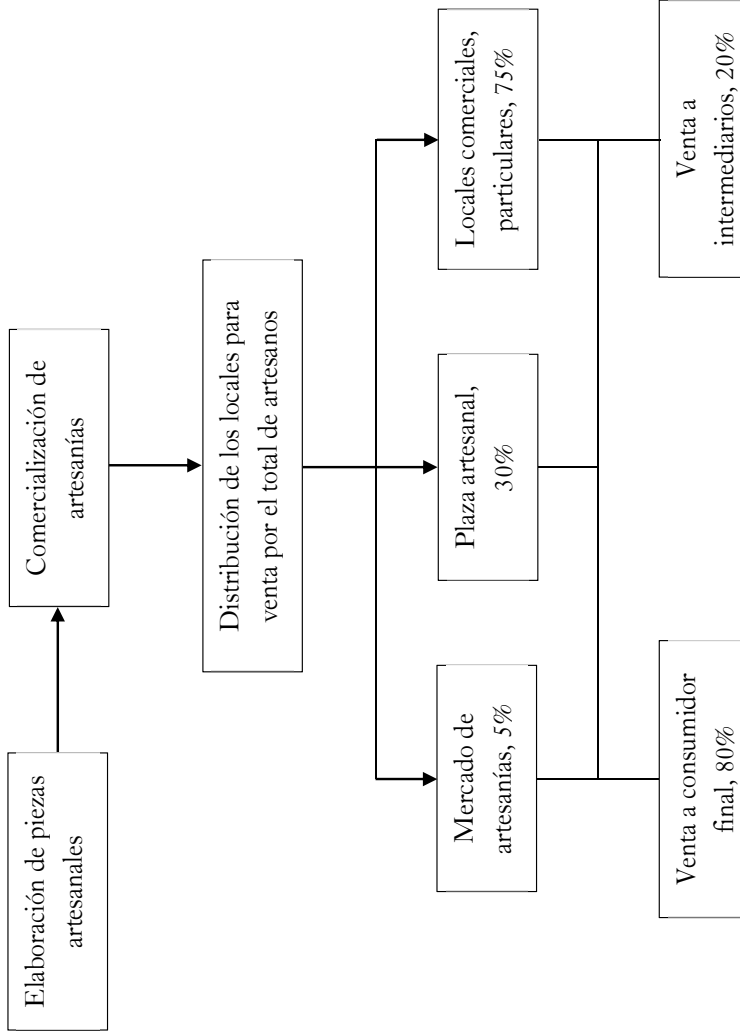 Elaboración de piezas
artesanales
Comercialización de
artesanías
Distribución de los locales para
venta por el total de artesanos
Mercado de
artesanías, 5%
Plaza artesanal,
30%
Locales comerciales,
particulares, 75%
Venta a consumidor
final, 80%
Venta a
intermediarios, 20%